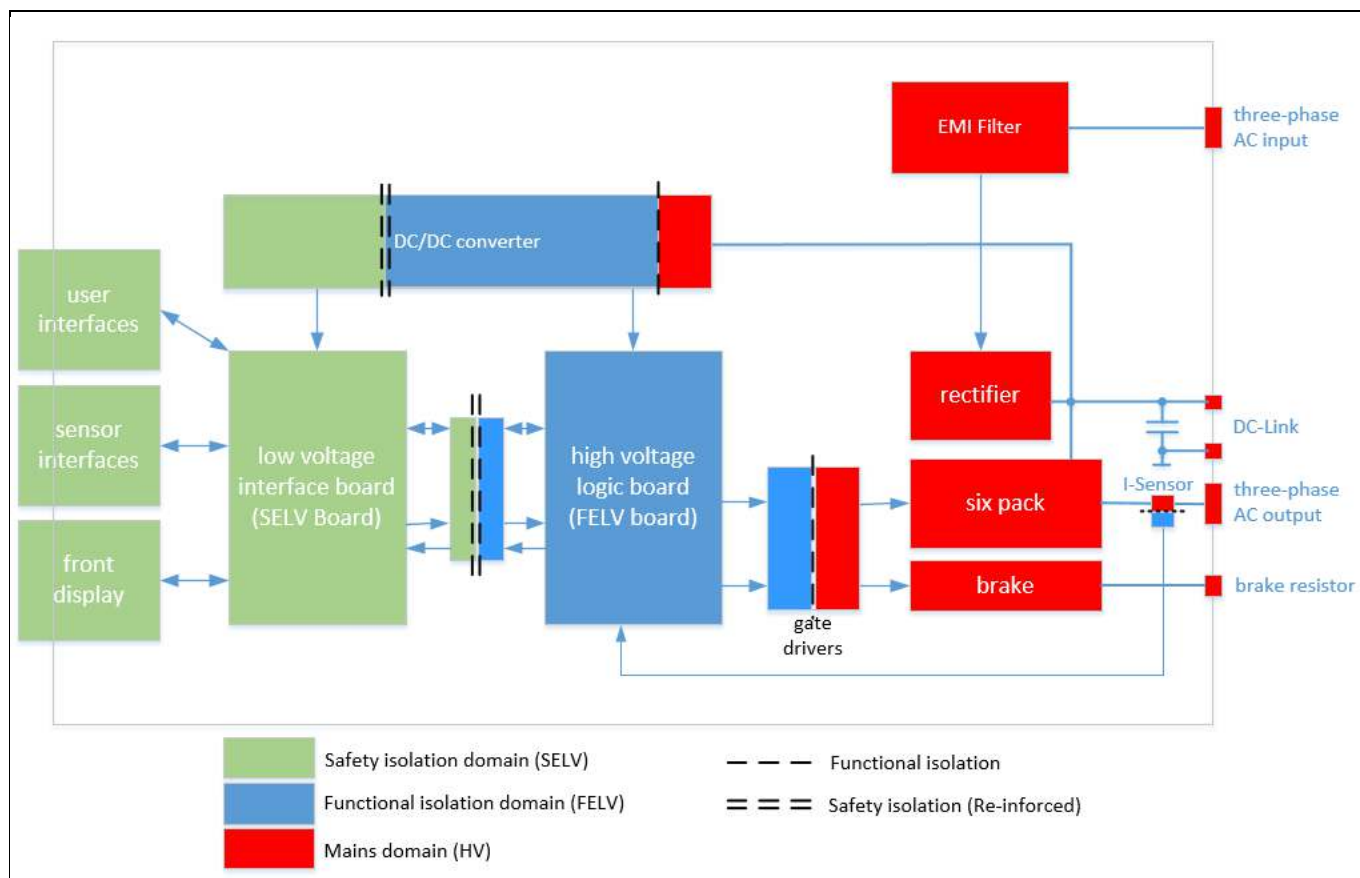 EMI Filter
three-phase
AC input
DC/DC converter
user
interfaces
sensor
interfaces
front
display
low voltage
interface board
(SELV Board)
high voltage
logic board
(FELV board)
gate
drivers
rectifier
DC-Link
I-Sensor
six pack
three-phase
AC output
brake
brake resistor
Safety isolation domain (SELV)
Functional isolation domain (FELV)
Mains domain (HV)
Functional isolation
Safety isolation (Re-inforced)